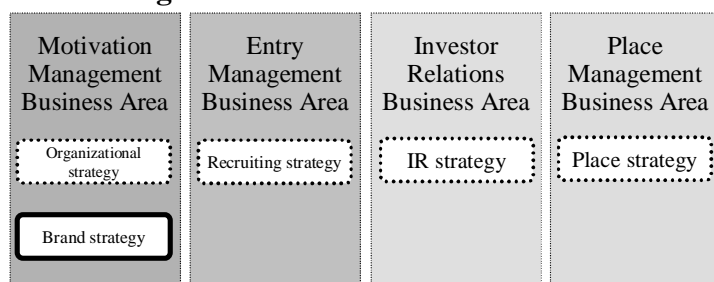 Motivation
Management
Business Area
Organizational
strategy
Brand strategy
Entry
Management
Business Area
Recruiting strategy
Investor
Relations
Business Area
IR strategy
Place
Management
Business Area
Place strategy